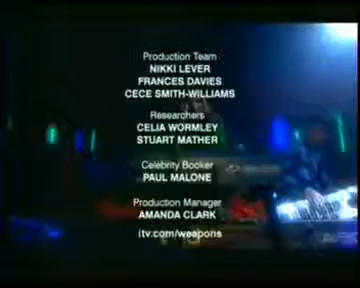 Production Team
NIKKI LEVER
FRANCES DAVIES
CECE SMITH-WILLIAMS
Researchers
CELIA WORMLEY
STUART MATHER
Celebrity Booker
PAUL MALONE
Production Manager
AMANDA CLARK
itv.com/weapons